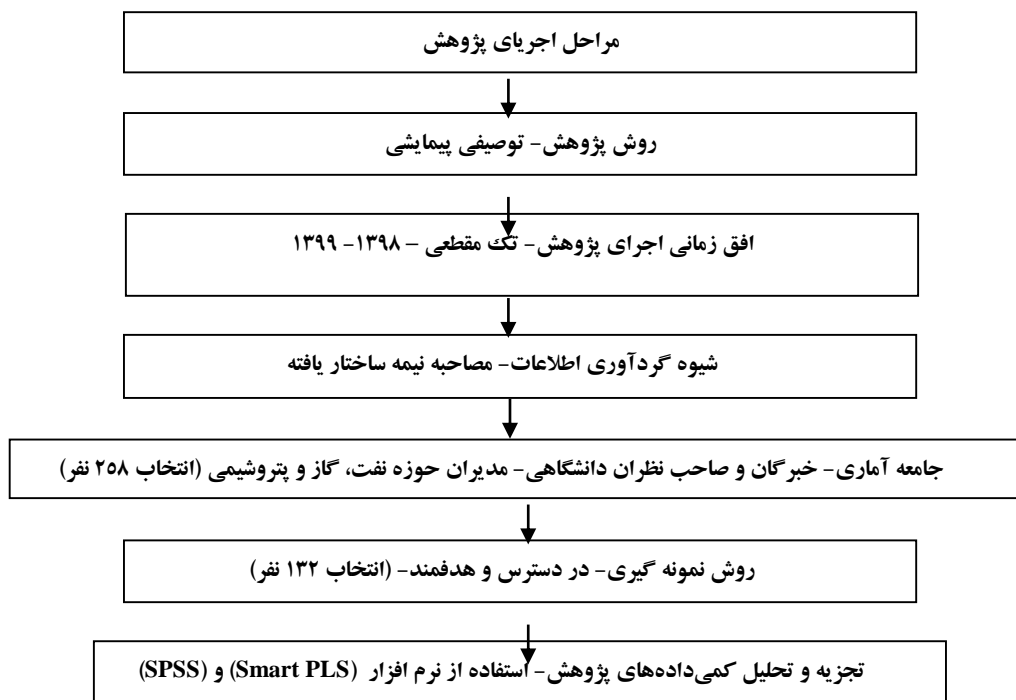 مراحل اجریای پژوهش
روش پژوهش- توصیفی پیمایشی
افق زمانی اجرای پژوهش- تک مقطعی – ۱۳۹۸- ۱۳۹۹
شیوه گردآوری اطلاعات- مصاحبه نیمه ساختار یافته
جامعه آماری- خبرگان و صاحب نظران دانشگاهی- مدیران حوزه نفت، گاز و پتروشیمی (انتخاب ۲۵۸ نفر)
روش نمونه گیری- در دسترس و هدفمند- (انتخاب ۱۳۲ نفر)
تجزیه و تحلیل کمی‌داده‌های پژوهش- استفاده از نرم افزار (Smart PLS) و (SPSS)